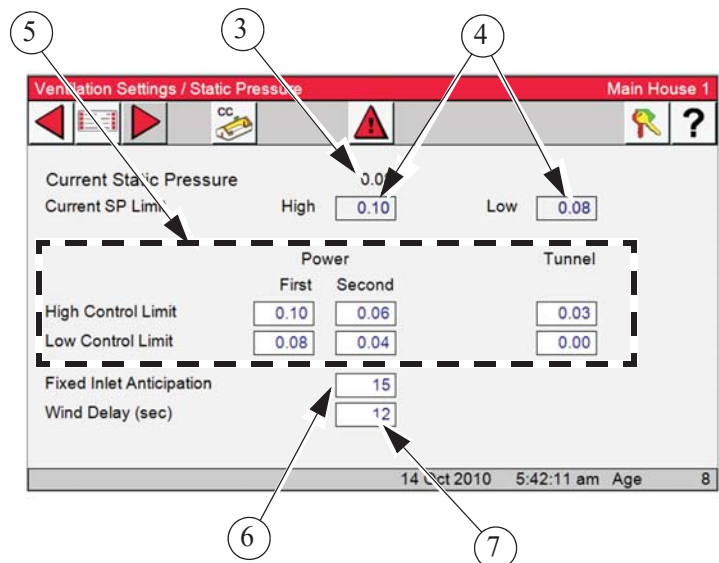 5 3 4
Ventilation Settings / Static Pressure Main House 1
CC
?
Current Static Pressure
Current SP Limit High 0.10 Low 0.08
Power Tunnel
First Second
High Control Limit 0.10 0.06 0.03
Low Control Limit 0.08 0.04 0.00
Fixed Inlet Anticipation 15
Wind Delay (sec) 12
14 Oct 2010 5:42:11 am Age 8
6 7